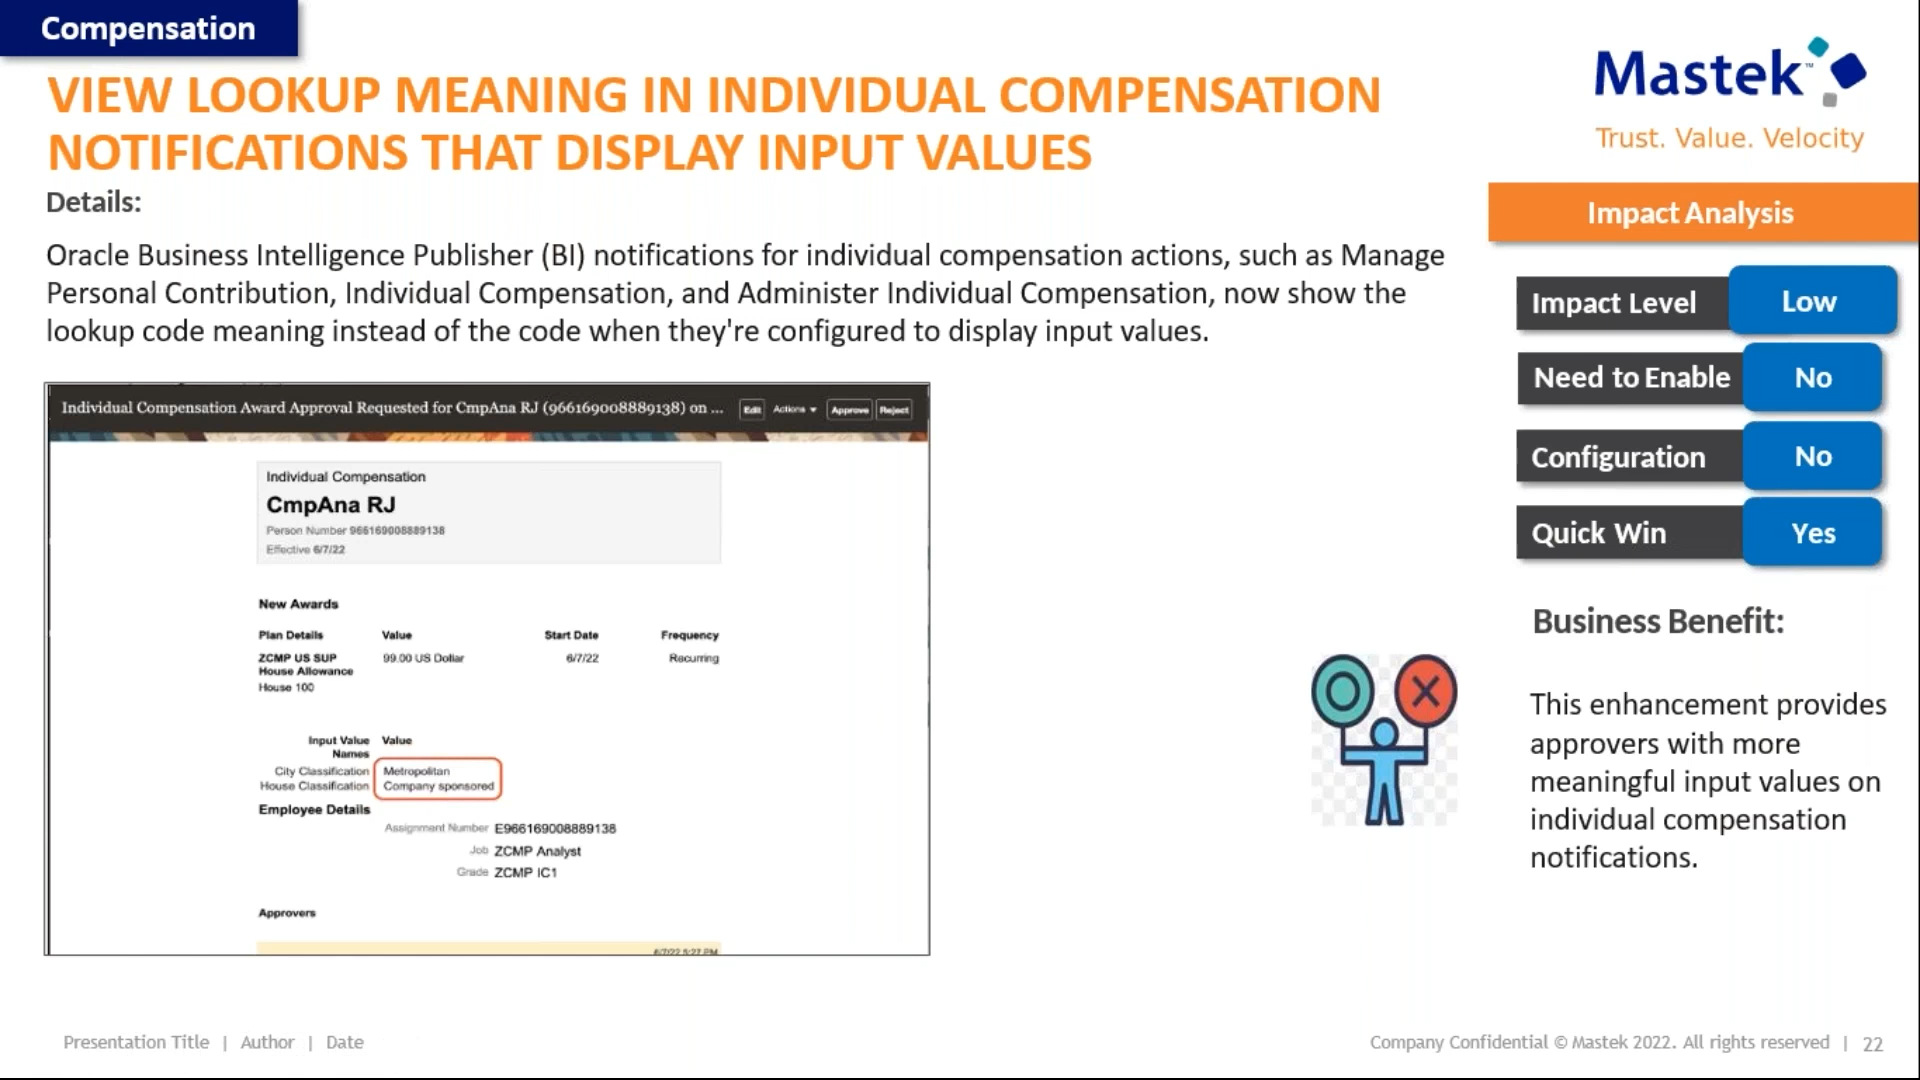 Compensation
VIEW LOOKUP MEANING IN INDIVIDUAL COMPENSATION
NOTIFICATIONS THAT DISPLAY INPUT VALUES
Mastek™
Trust. Value. Velocity
Details:
Oracle Business Intelligence Publisher (BI) notifications for individual compensation actions, such as Manage
Personal Contribution, Individual Compensation, and Administer Individual Compensation, now show the
lookup code meaning instead of the code when they're configured to display input values.
Individual Compensation Award Approval Requested for CmpAna RJ (966169008889138) on ... Edit Actions Approve Reject
Individual Compensation
CmpAna RJ
Person Number 966169008889138
Effective 6/7/22
New Awards
Plan Details Value Start Date Frequency
ZCMP US SUP 99.00 US Dollar 6/7/22 Recurring
House Allowance
House 100
Input Value Value
Names
City Classification Metropolitan
House Classification Company sponsored
Employee Details
Assignment Number E966169008889138
Job ZCMP Analyst
Grade ZCMP IC1
Approvers
6/7/22 5:27 PM
Impact Analysis
Impact Level Low
Need to Enable No
Configuration No
Quick Win Yes
Business Benefit:
This enhancement provides
approvers with more
meaningful input values on
individual compensation
notifications.
Presentation Title | Author | Date
Company Confidential © Mastek 2022. All rights reserved | 22